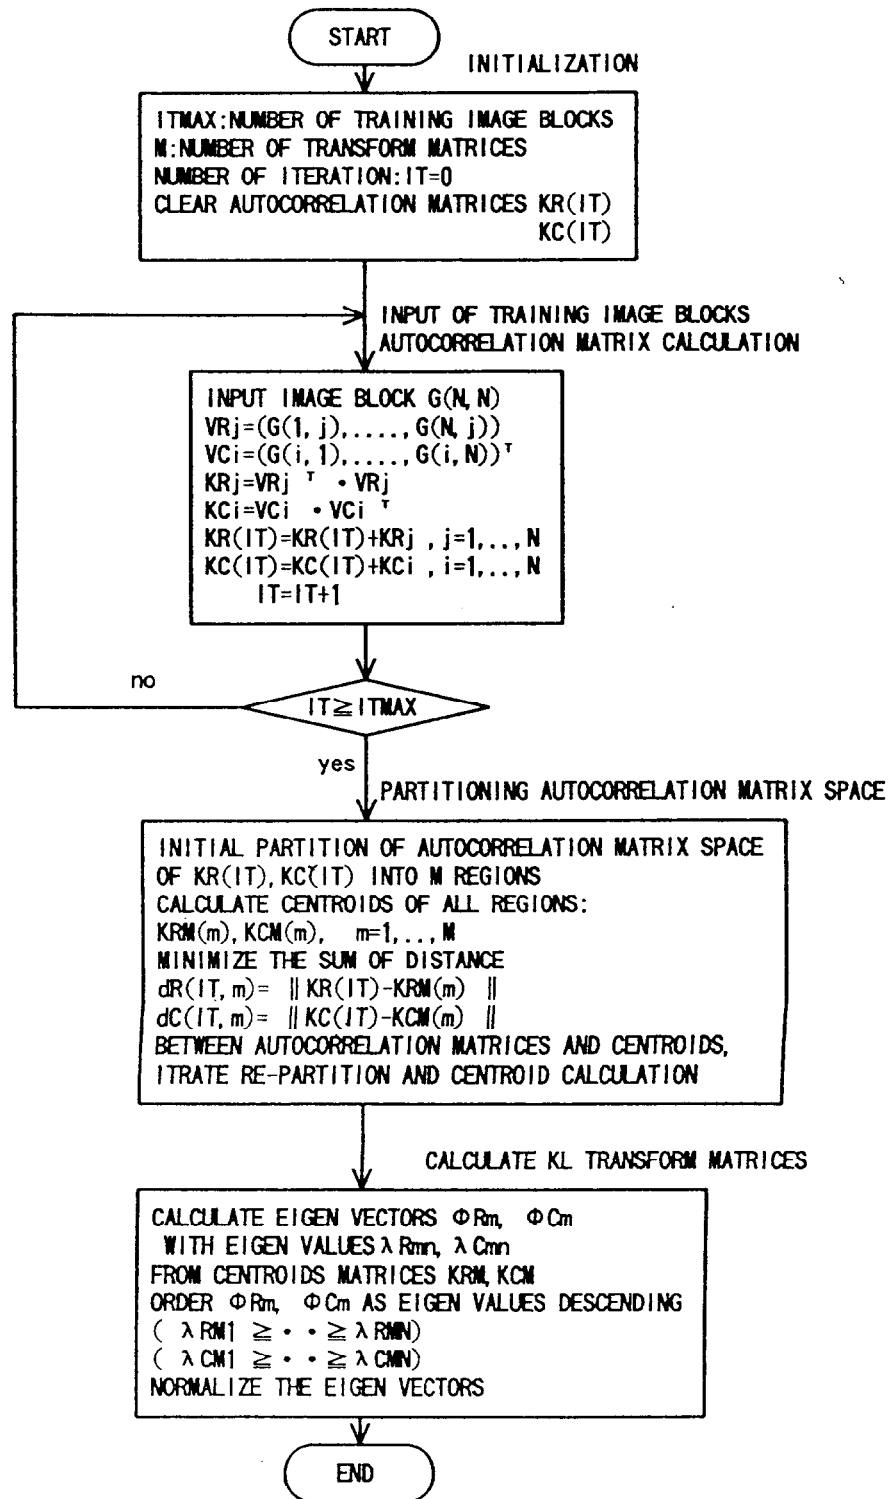 START
INITIALIZATION
ITMAX:NUMBER OF TRAINING IMAGE BLOCKS
M:NUMBER OF TRANSFORM MATRICES
NUMBER OF ITERATION:IT=0
CLEAR AUTOCORRELATION MATRICES KR(IT)
KC(IT)
INPUT OF TRAINING IMAGE BLOCKS
AUTOCORRELATION MATRIX CALCULATION
INPUT IMAGE BLOCK G(N,N)
VRj=(G(1,j),....., G(N,j))
VCi=(G(i,1),....., G(i,N))ᵀ
KRj=VRj ᵀ ・VRj
KCi=VCi ・VCi ᵀ
KR(IT)=KR(IT)+KRj , j=1,..,N
KC(IT)=KC(IT)+KCi , i=1,..,N
IT=IT+1
no
IT≧ITMAX
yes
PARTITIONING AUTOCORRELATION MATRIX SPACE
INITIAL PARTITION OF AUTOCORRELATION MATRIX SPACE
OF KR(IT),KC(IT) INTO M REGIONS
CALCULATE CENTROIDS OF ALL REGIONS:
KRM(m),KCM(m), m=1,..,M
MINIMIZE THE SUM OF DISTANCE
dR(IT,m)= ‖KR(IT)-KRM(m) ‖
dC(IT,m)= ‖KC(IT)-KCM(m) ‖
BETWEEN AUTOCORRELATION MATRICES AND CENTROIDS,
ITRATE RE-PARTITION AND CENTROID CALCULATION
CALCULATE KL TRANSFORM MATRICES
CALCULATE EIGEN VECTORS ΦRm, ΦCm
WITH EIGEN VALUES λRmn, λCmn
FROM CENTROIDS MATRICES KRM,KCM
ORDER ΦRm, ΦCm AS EIGEN VALUES DESCENDING
( λRM1 ≧・・≧λRMN)
( λCM1 ≧・・≧λCMN)
NORMALIZE THE EIGEN VECTORS
END